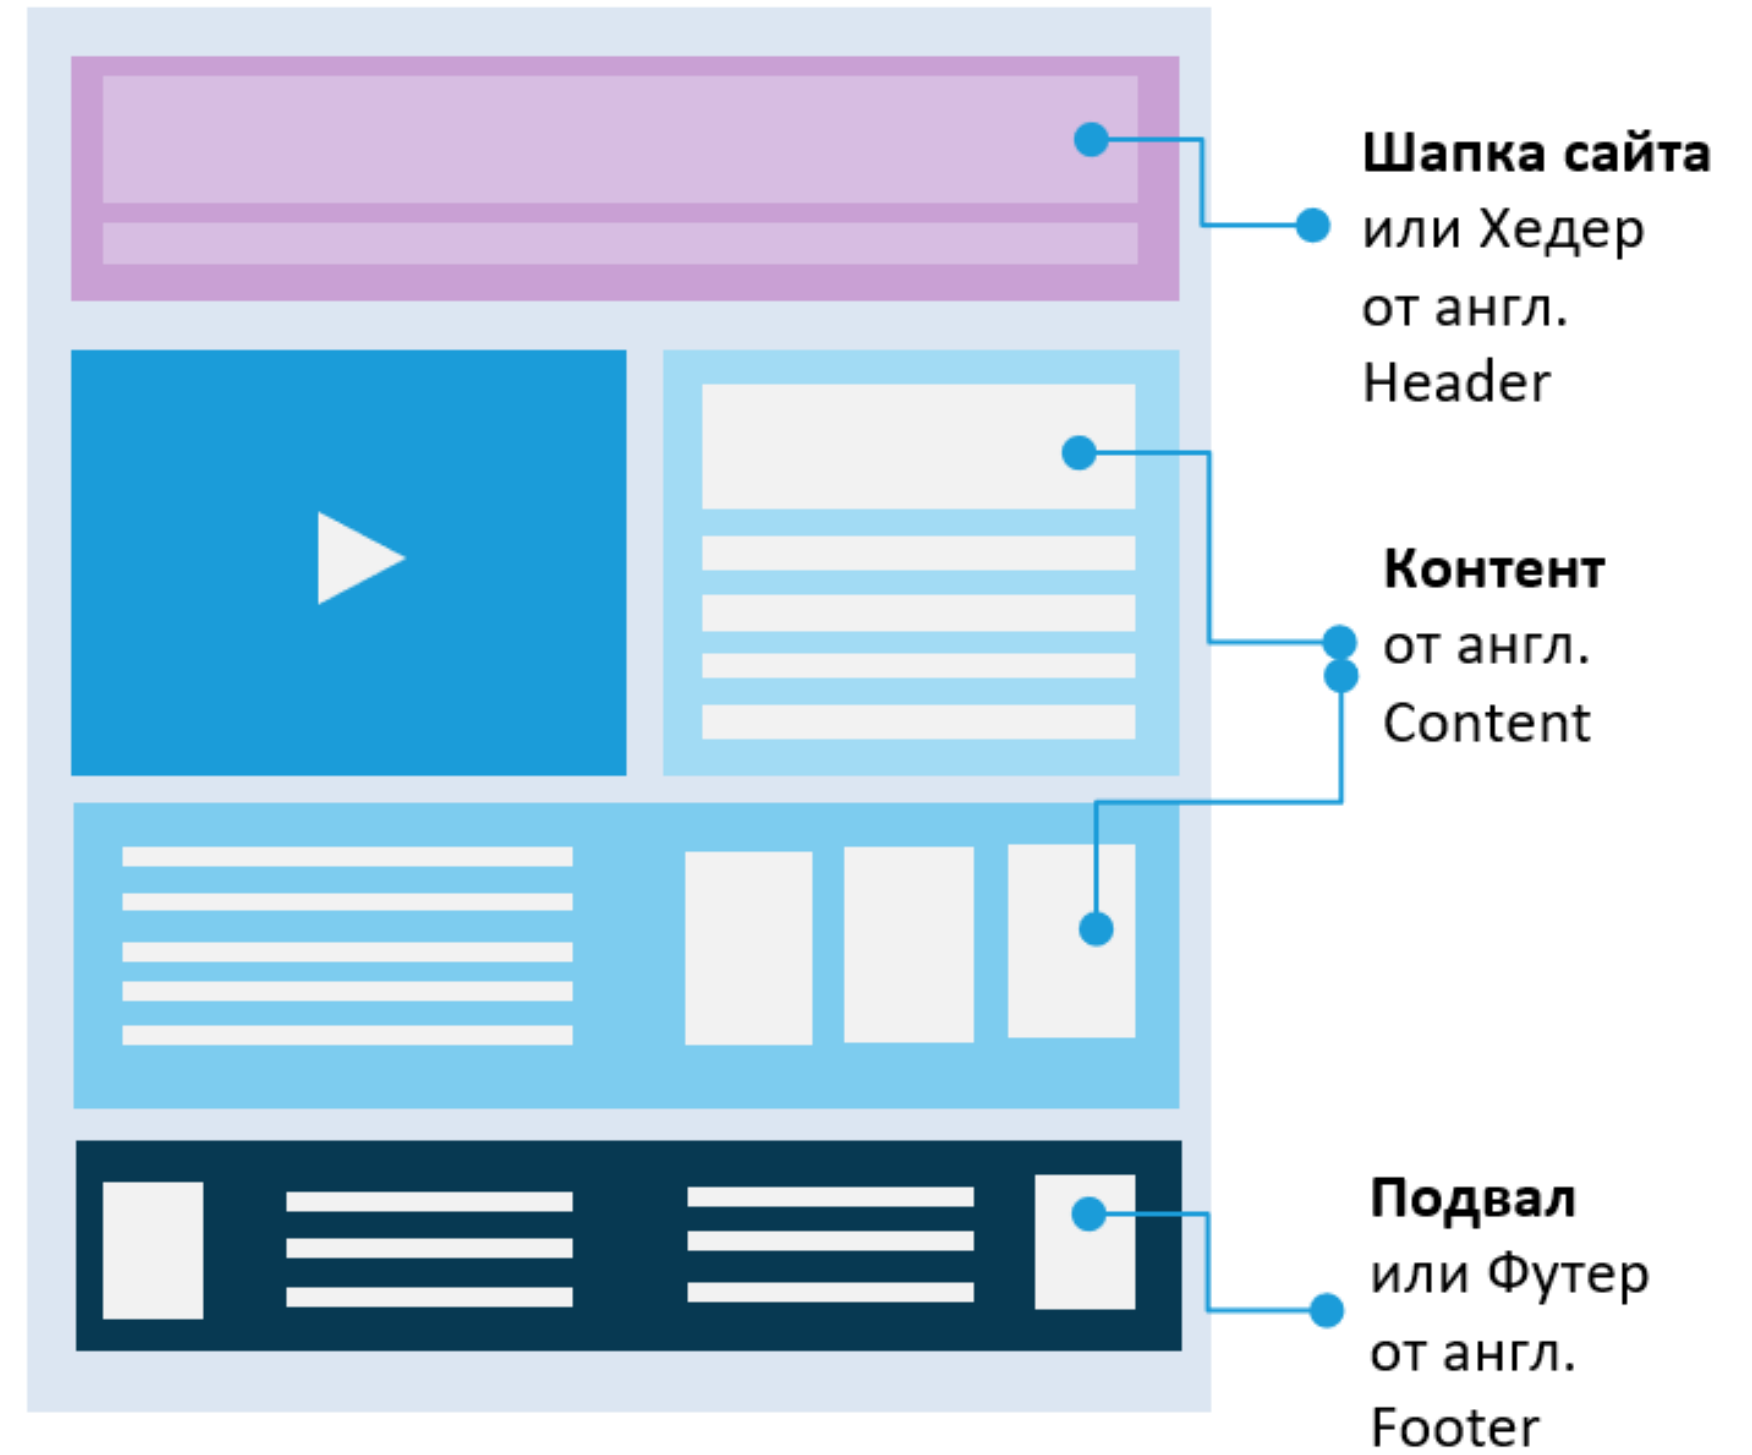 Шапка сайта
или Хедер
от англ.
Header
Контент
от англ.
Content
Подвал
или Футер
от англ.
Footer